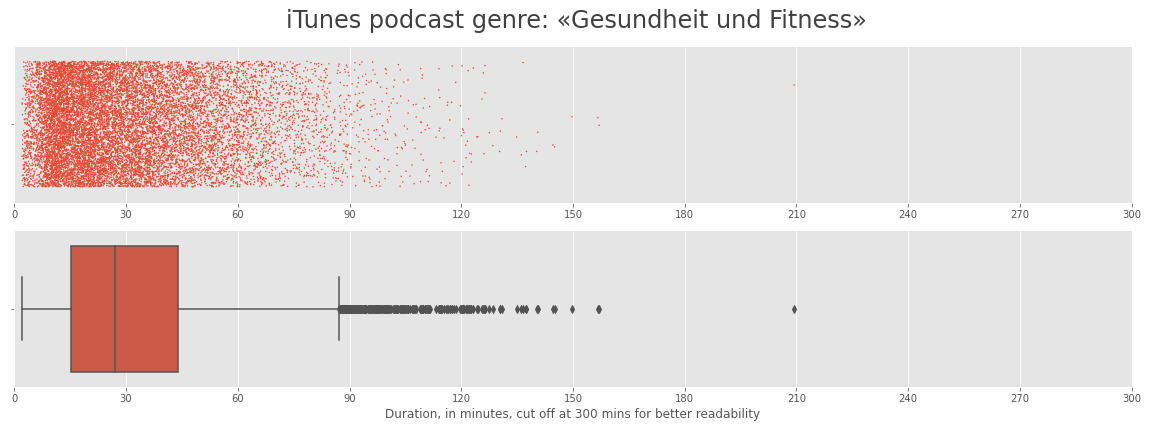 iTunes podcast genre: «Gesundheit und Fitness»
0 30 60 90 120 150 180 210 240 270 300
0 30 60 90 120 150 180 210 240 270 300
Duration, in minutes, cut off at 300 mins for better readability